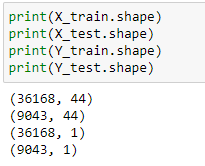 print(X_train.shape)
print(X_test.shape)
print(Y_train.shape)
print(Y_test.shape)
(36168, 44)
(9043, 44)
(36168, 1)
(9043, 1)